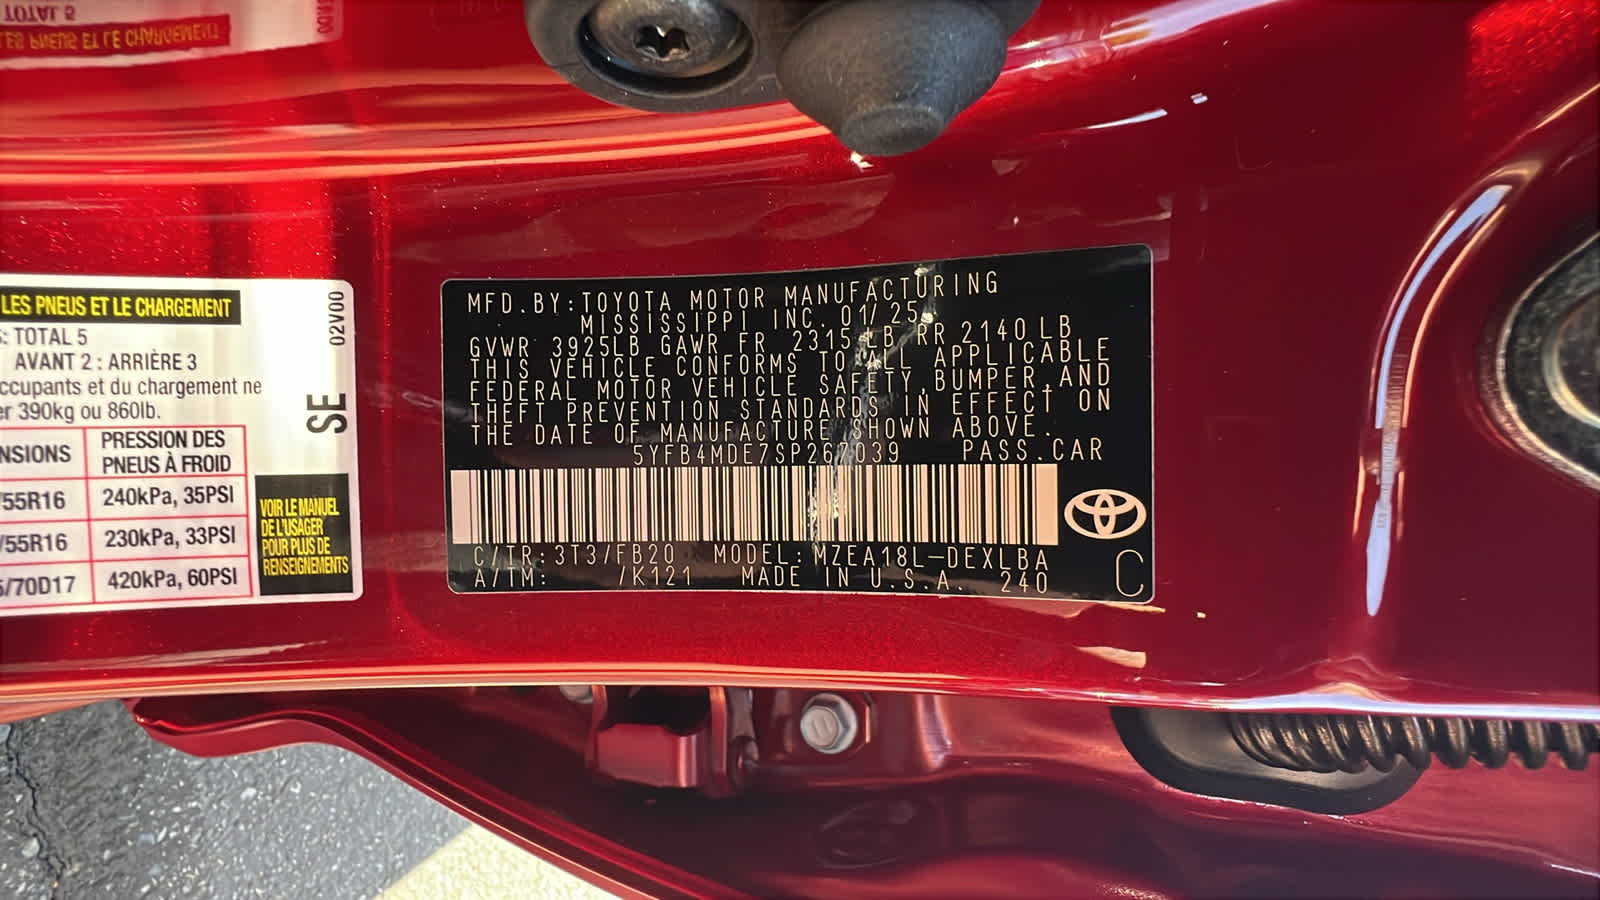 LES PNEUS ET LE CHARGEMENT
: TOTAL 5
AVANT 2 : ARRIÈRE 3
ccupants et du chargement ne
er 390kg ou 860lb.
NSIONS
PRESSION DES
PNEUS À FROID
/55R16
240kPa, 35PSI
/55R16
230kPa, 33PSI
/70D17
420kPa, 60PSI
02V00
SE
VOIR LE MANUEL
DE L'USAGER
POUR PLUS DE
RENSEIGNEMENTS
MFD.BY:TOYOTA MOTOR MANUFACTURING
MISSISSIPPI INC. 01/25
GVWR 3925LB GAWR FR 2315 LB RR 2140LB
THIS VEHICLE CONFORMS TO ALL APPLICABLE
FEDERAL MOTOR VEHICLE SAFETY,BUMPER,AND
THEFT PREVENTION STANDARDS IN EFFECT ON
THE DATE OF MANUFACTURE SHOWN ABOVE.
5YFB4MDE7SP267039 PASS.CAR
C/TR:3T3/FB20 MODEL:MZEA18L-DEXLBA
A/TM: /K121 MADE IN U.S.A. 240
C